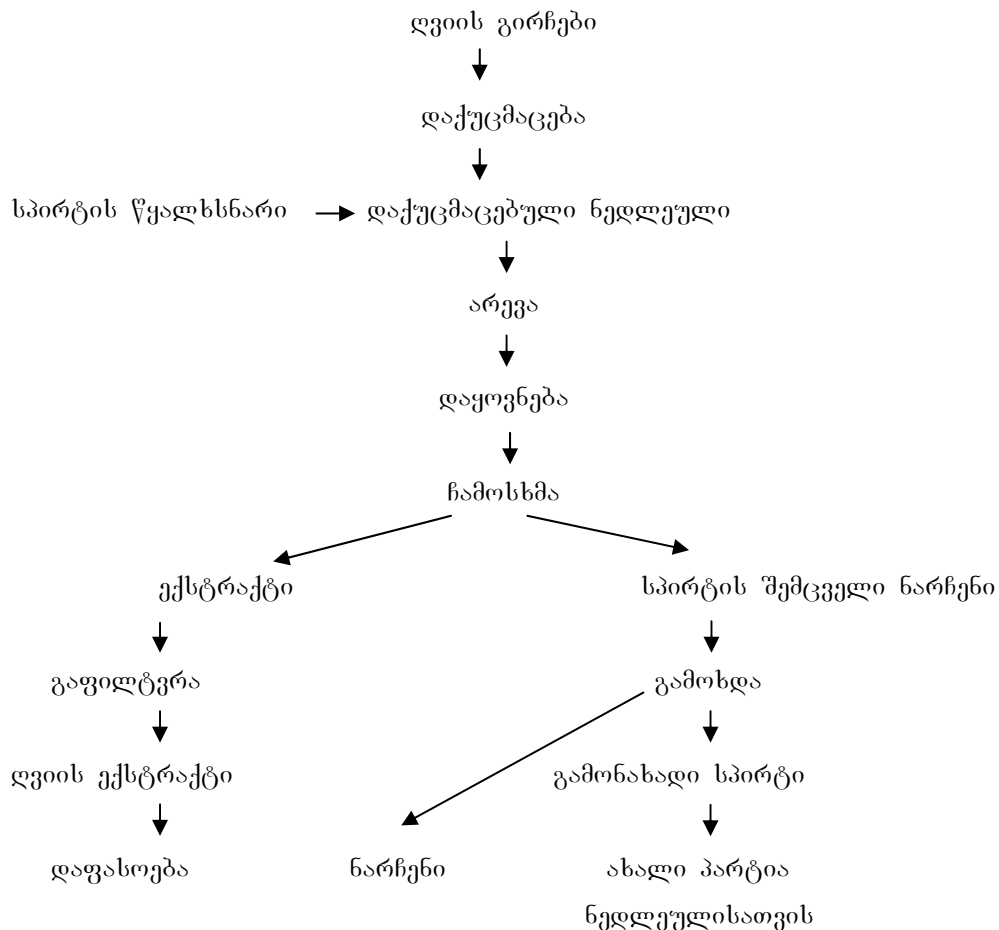 ღვიის გირჩები
დაქუცმაცება
სპირტის წყალხსნარი
დაქუცმაცებული ნედლეული
არევა
დაყოვნება
ჩამოსხმა
ექსტრაქტი
სპირტის შემცველი ნარჩენი
გაფილტვრა
გამოხდა
ღვიის ექსტრაქტი
გამონახადი სპირტი
დაფასოება
ნარჩენი
ახალი პარტია
ნედლეულისათვის